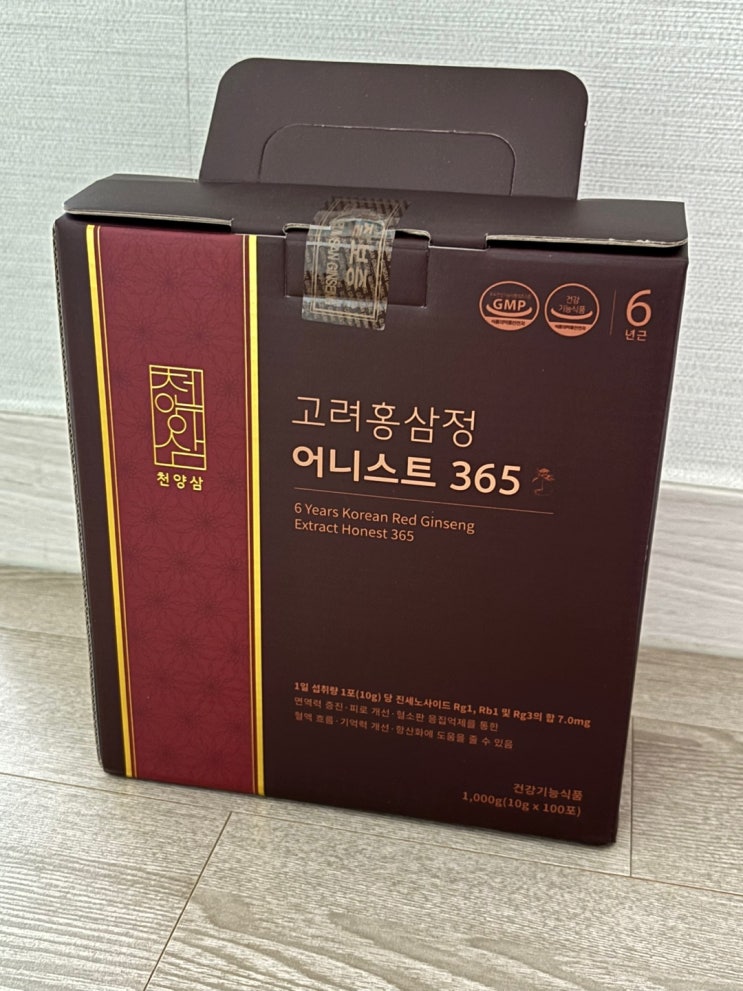 천양삼
천양삼
GMP
건강
기능식품
6
년근
고려홍삼정
어니스트 365
6 Years Korean Red Ginseng
Extract Honest 365
1일 섭취량 1포(10g) 당 진세노사이드 Rg1, Rb1 및 Rg3의 합 7.0mg
면역력 증진·피로 개선·혈소판 응집억제를 통한
혈액 흐름·기억력 개선·항산화에 도움을 줄 수 있음
건강기능식품
1,000g(10g x 100포)